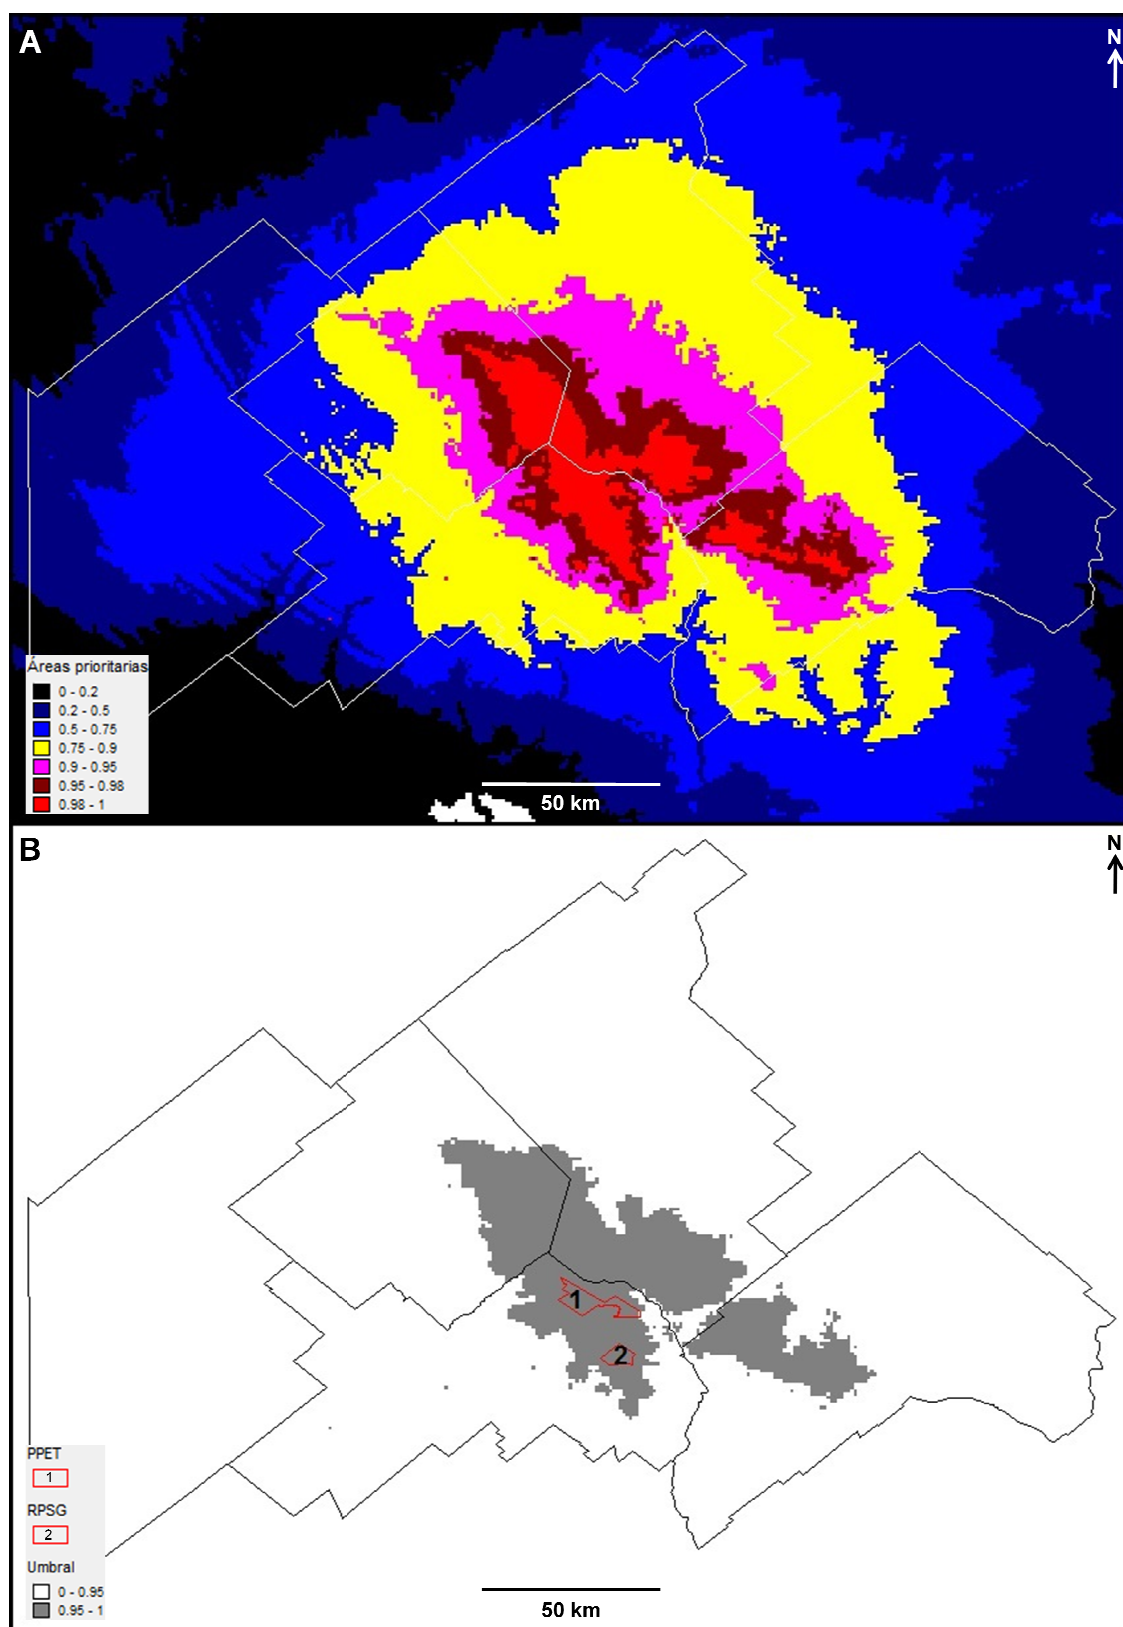 A
N
Áreas prioritarias
0 - 0.2
0.2 - 0.5
0.5 - 0.75
0.75 - 0.9
0.9 - 0.95
0.95 - 0.98
0.98 - 1
50 km
B
N
1
2
PPET
1
RPSG
2
Umbral
0 - 0.95
0.95 - 1
50 km